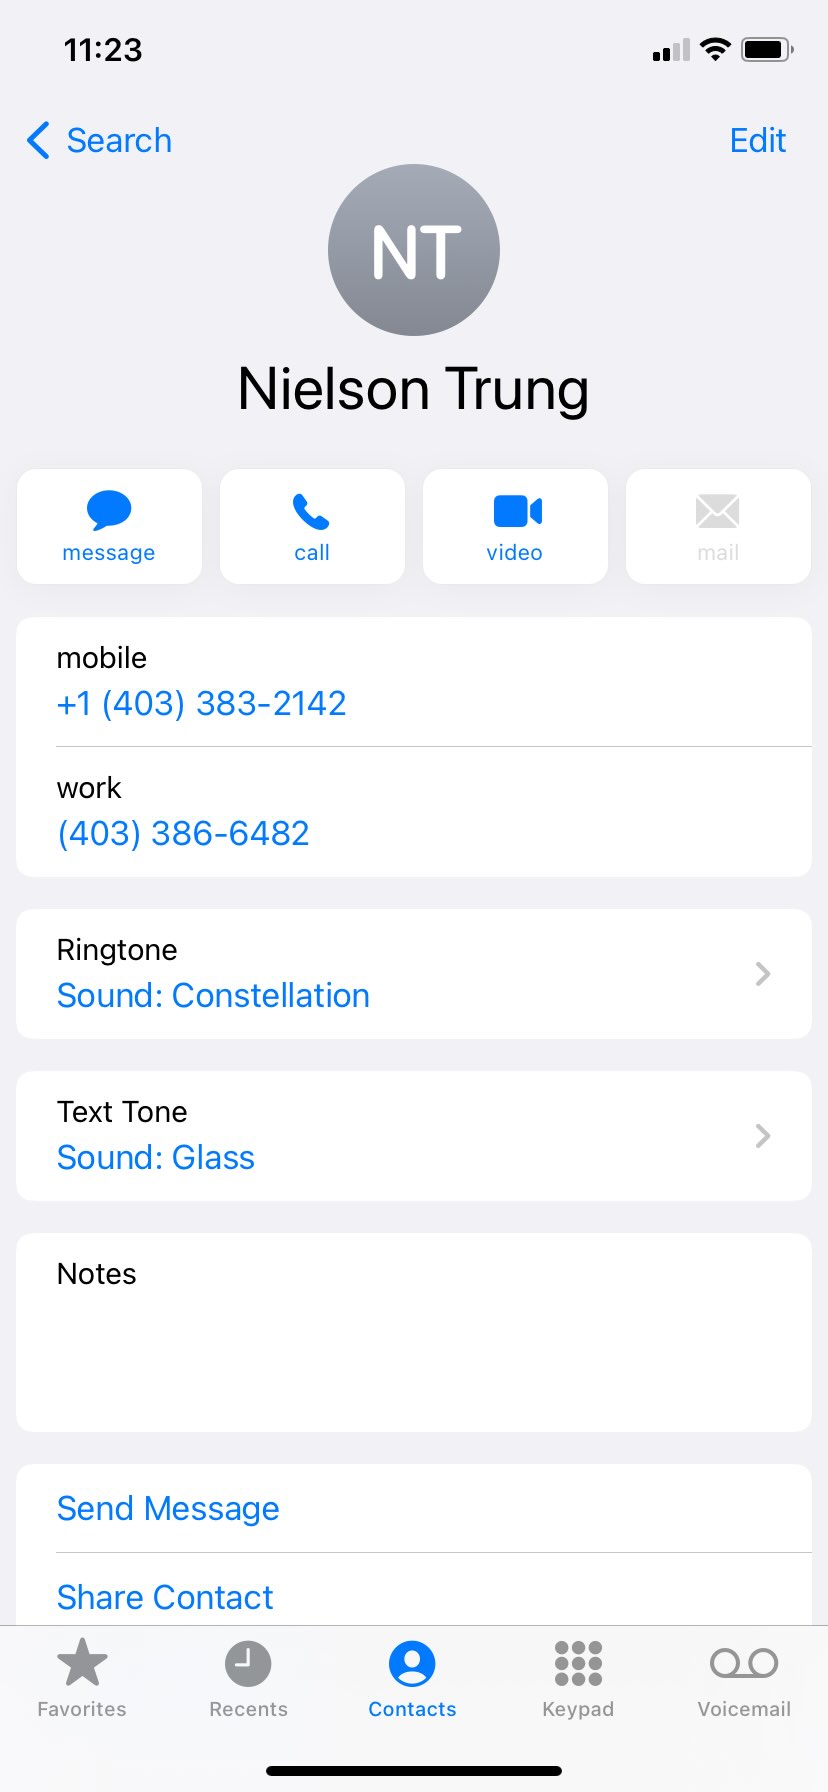 11:23
Search
Edit
NT
Nielson Trung
message
call
video
mail
mobile
+1 (403) 383-2142
work
(403) 386-6482
Ringtone
Sound: Constellation
Text Tone
Sound: Glass
Notes
Send Message
Share Contact
Favorites
Recents
Contacts
Keypad
Voicemail